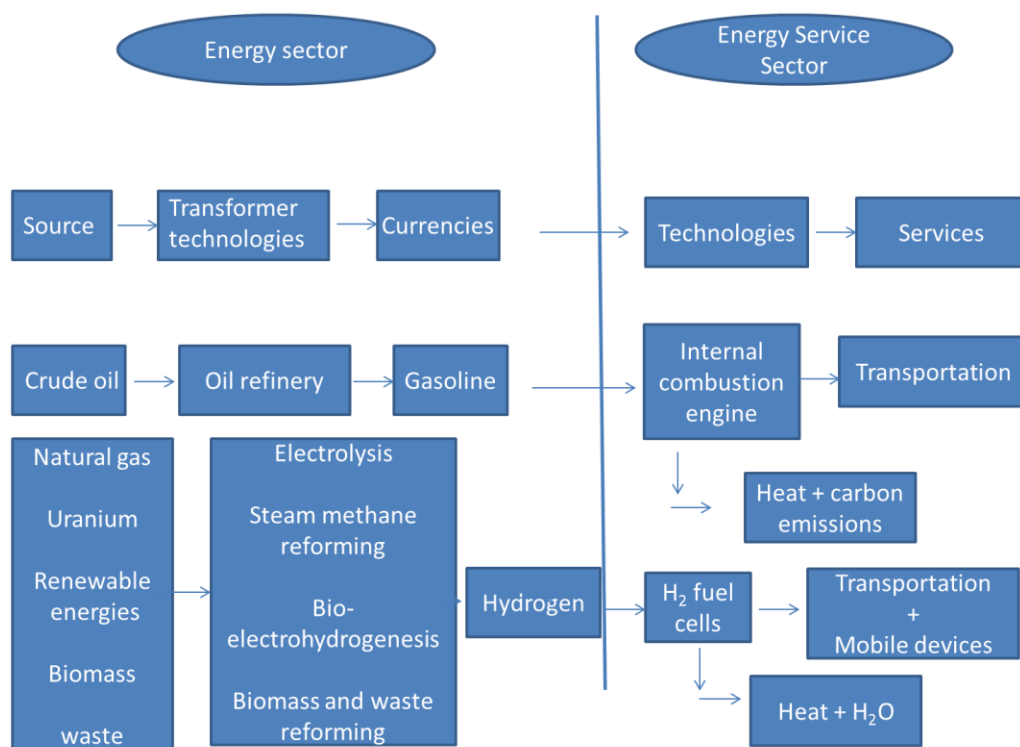 Energy sector
Energy Service
Sector
Source
Transformer
technologies
Currencies
Technologies
Services
Crude oil
Oil refinery
Gasoline
Internal
combustion
engine
Transportation
Heat + carbon
emissions
Natural gas
Uranium
Renewable
energies
Biomass
waste
Electrolysis
Steam methane
reforming
Bio-
electrohydrogenesis
Biomass and waste
reforming
Hydrogen
H₂ fuel
cells
Transportation
+
Mobile devices
Heat + H₂O